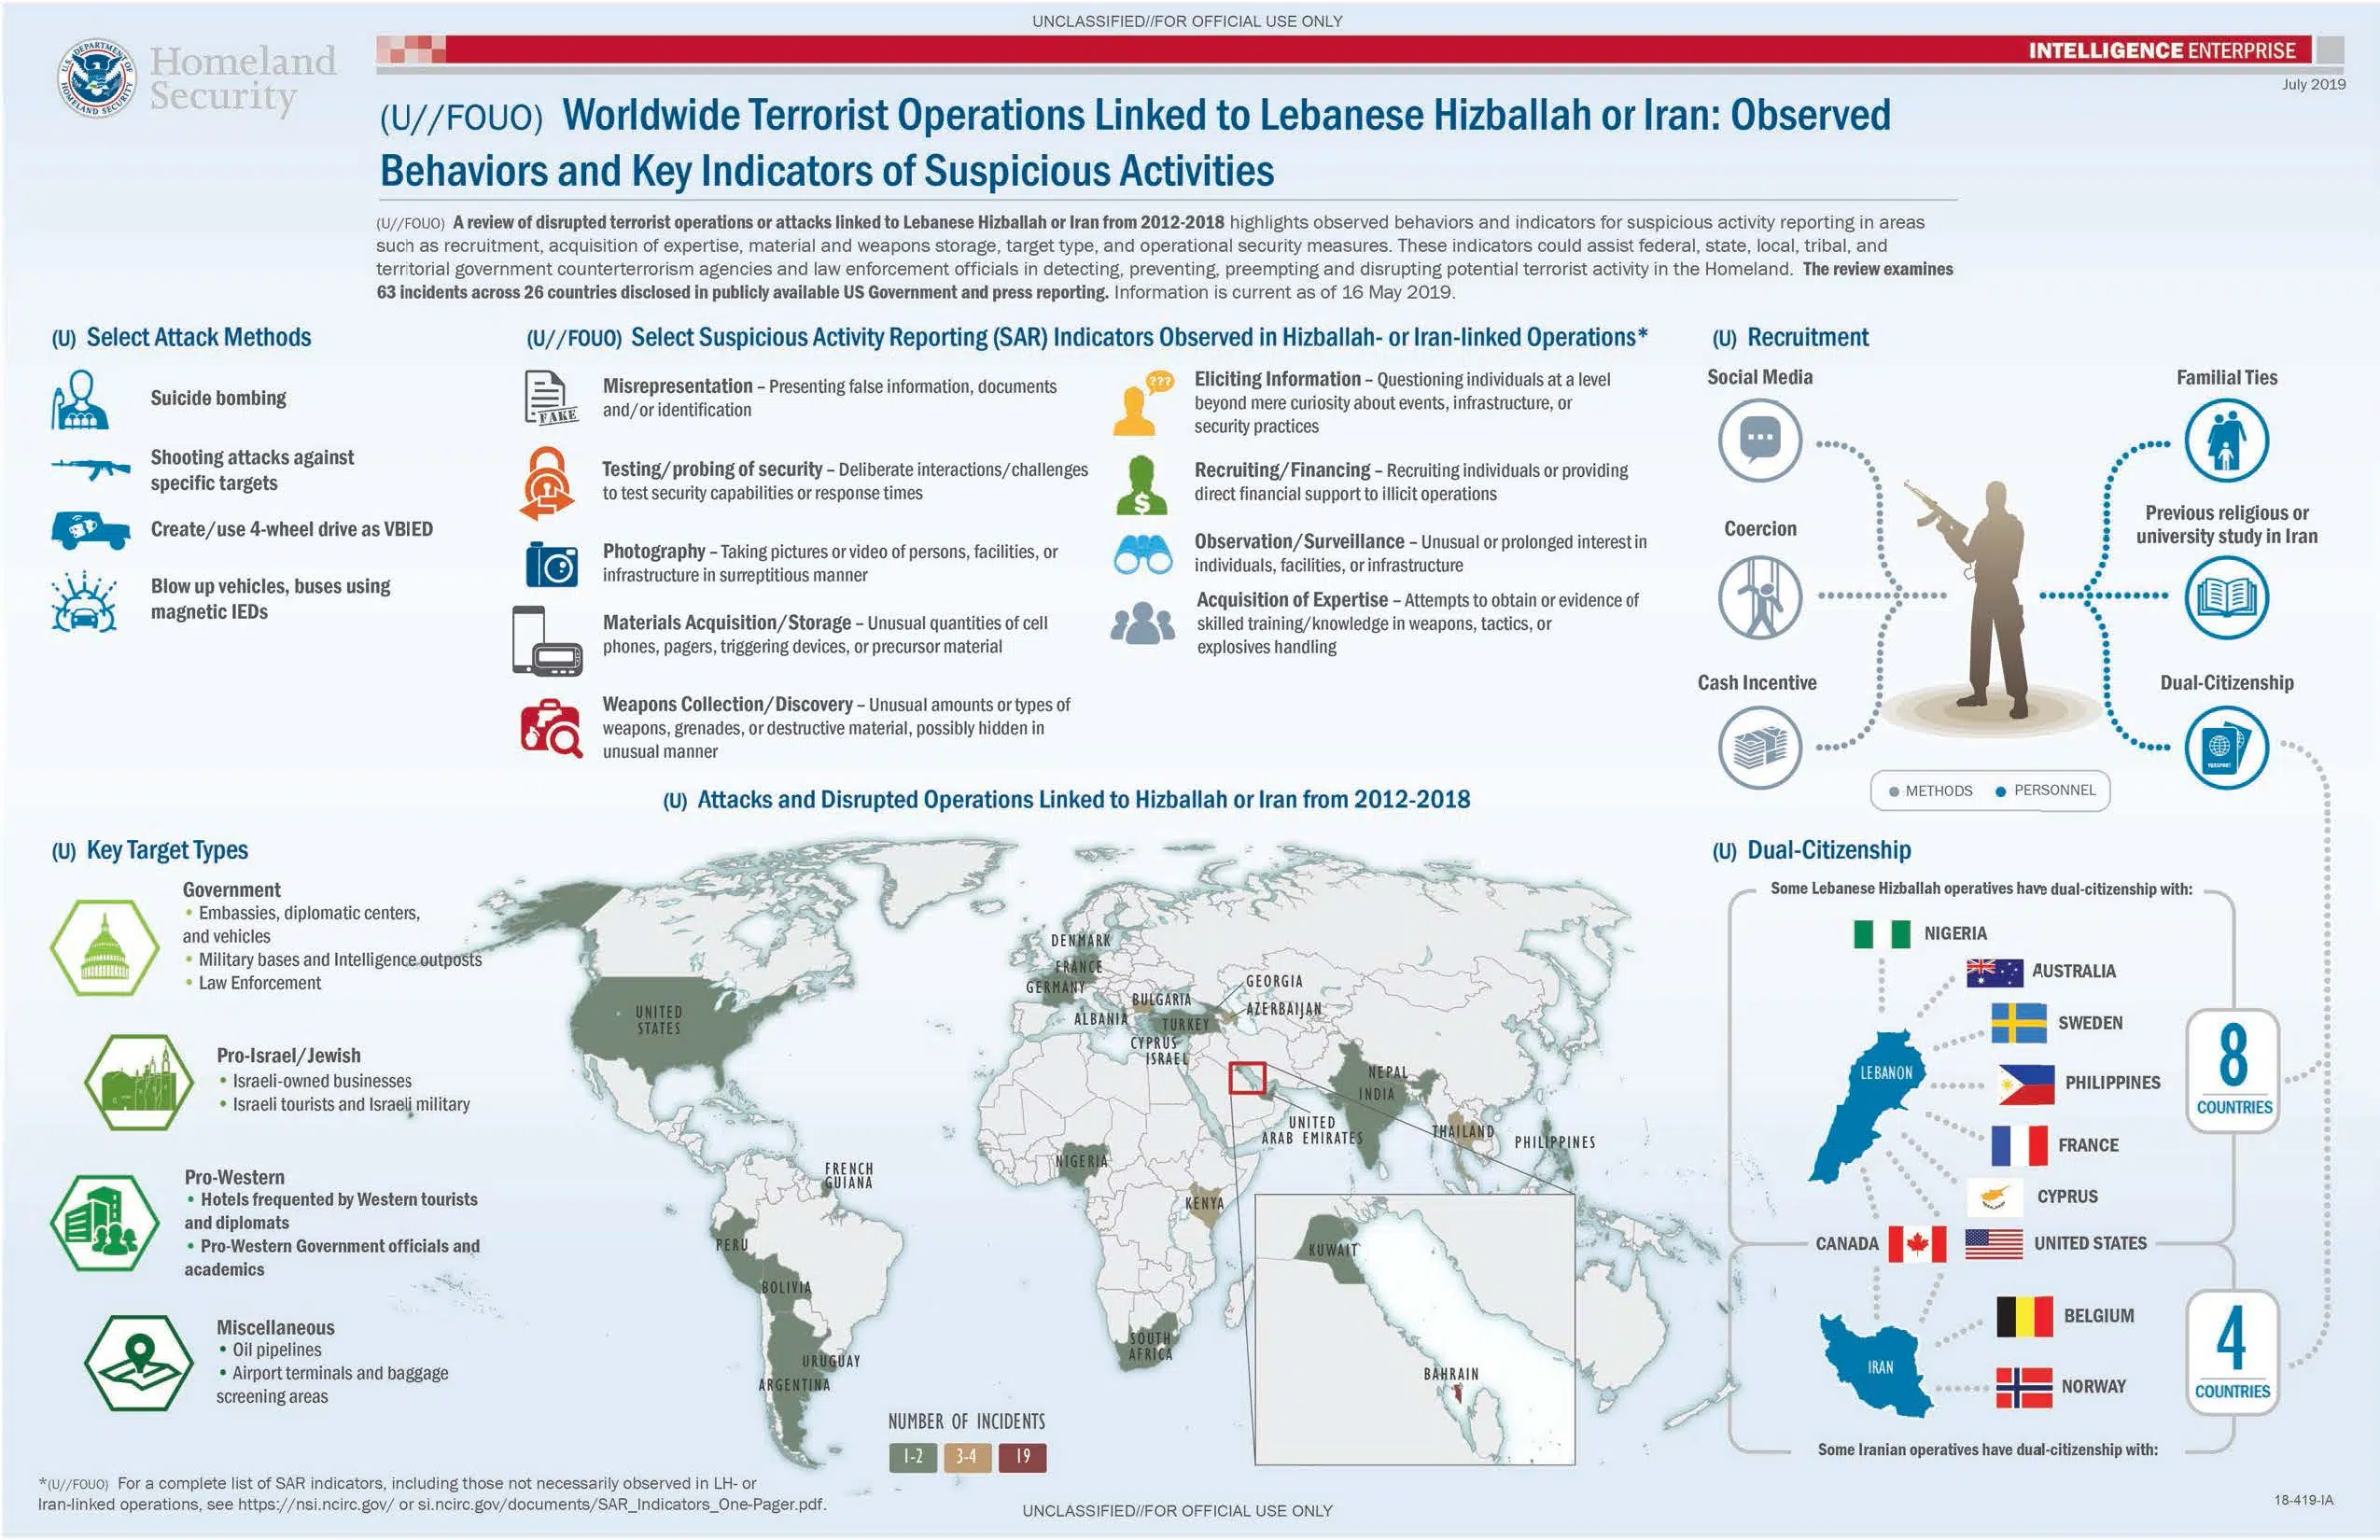 UNCLASSIFIED//FOR OFFICIAL USE ONLY
Homeland
Security
INTELLIGENCE ENTERPRISE
July 2019
(U//FOUO) Worldwide Terrorist Operations Linked to Lebanese Hizballah or Iran: Observed
Behaviors and Key Indicators of Suspicious Activities
(U//FOUO) A review of disrupted terrorist operations or attacks linked to Lebanese Hizballah or Iran from 2012-2018 highlights observed behaviors and indicators for suspicious activity reporting in areas
such as recruitment, acquisition of expertise, material and weapons storage, target type, and operational security measures. These indicators could assist federal, state, local, tribal, and
territorial government counterterrorism agencies and law enforcement officials in detecting, preventing, preempting and disrupting potential terrorist activity in the Homeland. The review examines
63 incidents across 26 countries disclosed in publicly available US Government and press reporting. Information is current as of 16 May 2019.
(U) Select Attack Methods
Suicide bombing
Shooting attacks against
specific targets
Create/use 4-wheel drive as VBIED
Blow up vehicles, buses using
magnetic IEDs
(U//FOUO) Select Suspicious Activity Reporting (SAR) Indicators Observed in Hizballah- or Iran-linked Operations*
FAKE
Misrepresentation – Presenting false information, documents
and/or identification
Testing/probing of security – Deliberate interactions/challenges
to test security capabilities or response times
Photography – Taking pictures or video of persons, facilities, or
infrastructure in surreptitious manner
Materials Acquisition/Storage – Unusual quantities of cell
phones, pagers, triggering devices, or precursor material
Weapons Collection/Discovery – Unusual amounts or types of
weapons, grenades, or destructive material, possibly hidden in
unusual manner
???
Eliciting Information – Questioning individuals at a level
beyond mere curiosity about events, infrastructure, or
security practices
$
Recruiting/Financing – Recruiting individuals or providing
direct financial support to illicit operations
Observation/Surveillance – Unusual or prolonged interest in
individuals, facilities, or infrastructure
Acquisition of Expertise – Attempts to obtain or evidence of
skilled training/knowledge in weapons, tactics, or
explosives handling
(U) Recruitment
Social Media
Coercion
Cash Incentive
Familial Ties
Previous religious or
university study in Iran
Dual-Citizenship
PASSPORT
METHODS
PERSONNEL
(U) Key Target Types
Government
• Embassies, diplomatic centers,
and vehicles
• Military bases and Intelligence outposts
• Law Enforcement
Pro-Israel/Jewish
• Israeli-owned businesses
• Israeli tourists and Israeli military
Pro-Western
• Hotels frequented by Western tourists
and diplomats
• Pro-Western Government officials and
academics
Miscellaneous
• Oil pipelines
• Airport terminals and baggage
screening areas
(U) Attacks and Disrupted Operations Linked to Hizballah or Iran from 2012-2018
UNITED
STATES
DENMARK
FRANCE
GERMANY
BULGARIA
ALBANIA
TURKEY
GEORGIA
AZERBAIJAN
CYPRUS
ISRAEL
NEPAL
INDIA
UNITED
ARAB EMIRATES
THAILAND
PHILIPPINES
NIGERIA
KENYA
FRENCH
GUIANA
PERU
BOLIVIA
URUGUAY
ARGENTINA
SOUTH
AFRICA
KUWAIT
BAHRAIN
NUMBER OF INCIDENTS
1-2
3-4
19
(U) Dual-Citizenship
Some Lebanese Hizballah operatives have dual-citizenship with:
NIGERIA
AUSTRALIA
SWEDEN
LEBANON
PHILIPPINES
FRANCE
CYPRUS
CANADA
UNITED STATES
8
COUNTRIES
BELGIUM
IRAN
NORWAY
4
COUNTRIES
Some Iranian operatives have dual-citizenship with:
*(U//FOUO) For a complete list of SAR indicators, including those not necessarily observed in LH- or
Iran-linked operations, see https://nsi.ncirc.gov/ or si.ncirc.gov/documents/SAR_Indicators_One-Pager.pdf.
UNCLASSIFIED//FOR OFFICIAL USE ONLY
18-419-IA